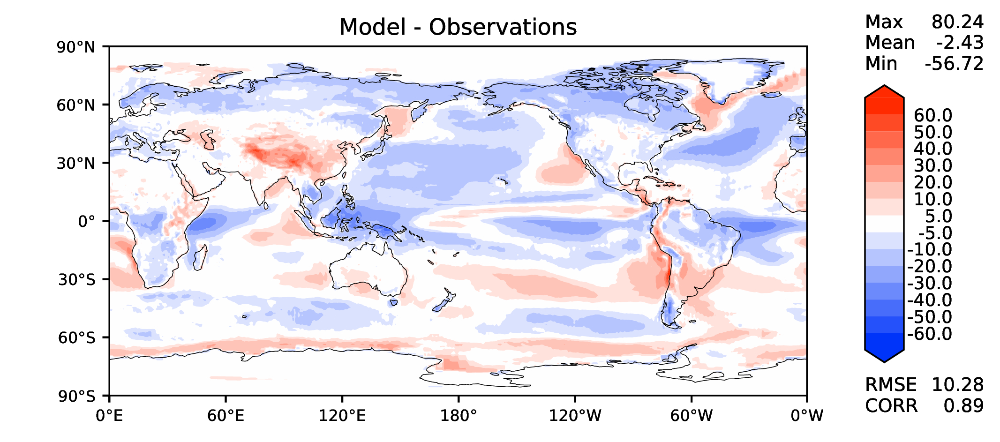 Model - Observations
Max 80.24
Mean -2.43
Min -56.72
90°N
60°N
30°N
0°
30°S
60°S
90°S
0°E 60°E 120°E 180° 120°W 60°W 0°W
60.0
50.0
40.0
30.0
20.0
10.0
5.0
-5.0
-10.0
-20.0
-30.0
-40.0
-50.0
-60.0
RMSE 10.28
CORR 0.89